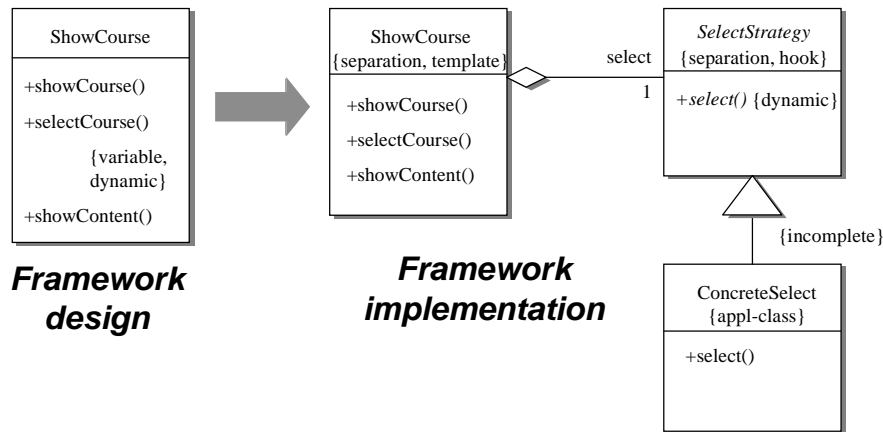 ShowCourse
+showCourse()
+selectCourse()
{variable,
dynamic}
+showContent()
Framework
design
ShowCourse
{separation, template}
+showCourse()
+selectCourse()
+showContent()
select
1
Framework
implementation
SelectStrategy
{separation, hook}
+select() {dynamic}
{incomplete}
ConcreteSelect
{appl-class}
+select()